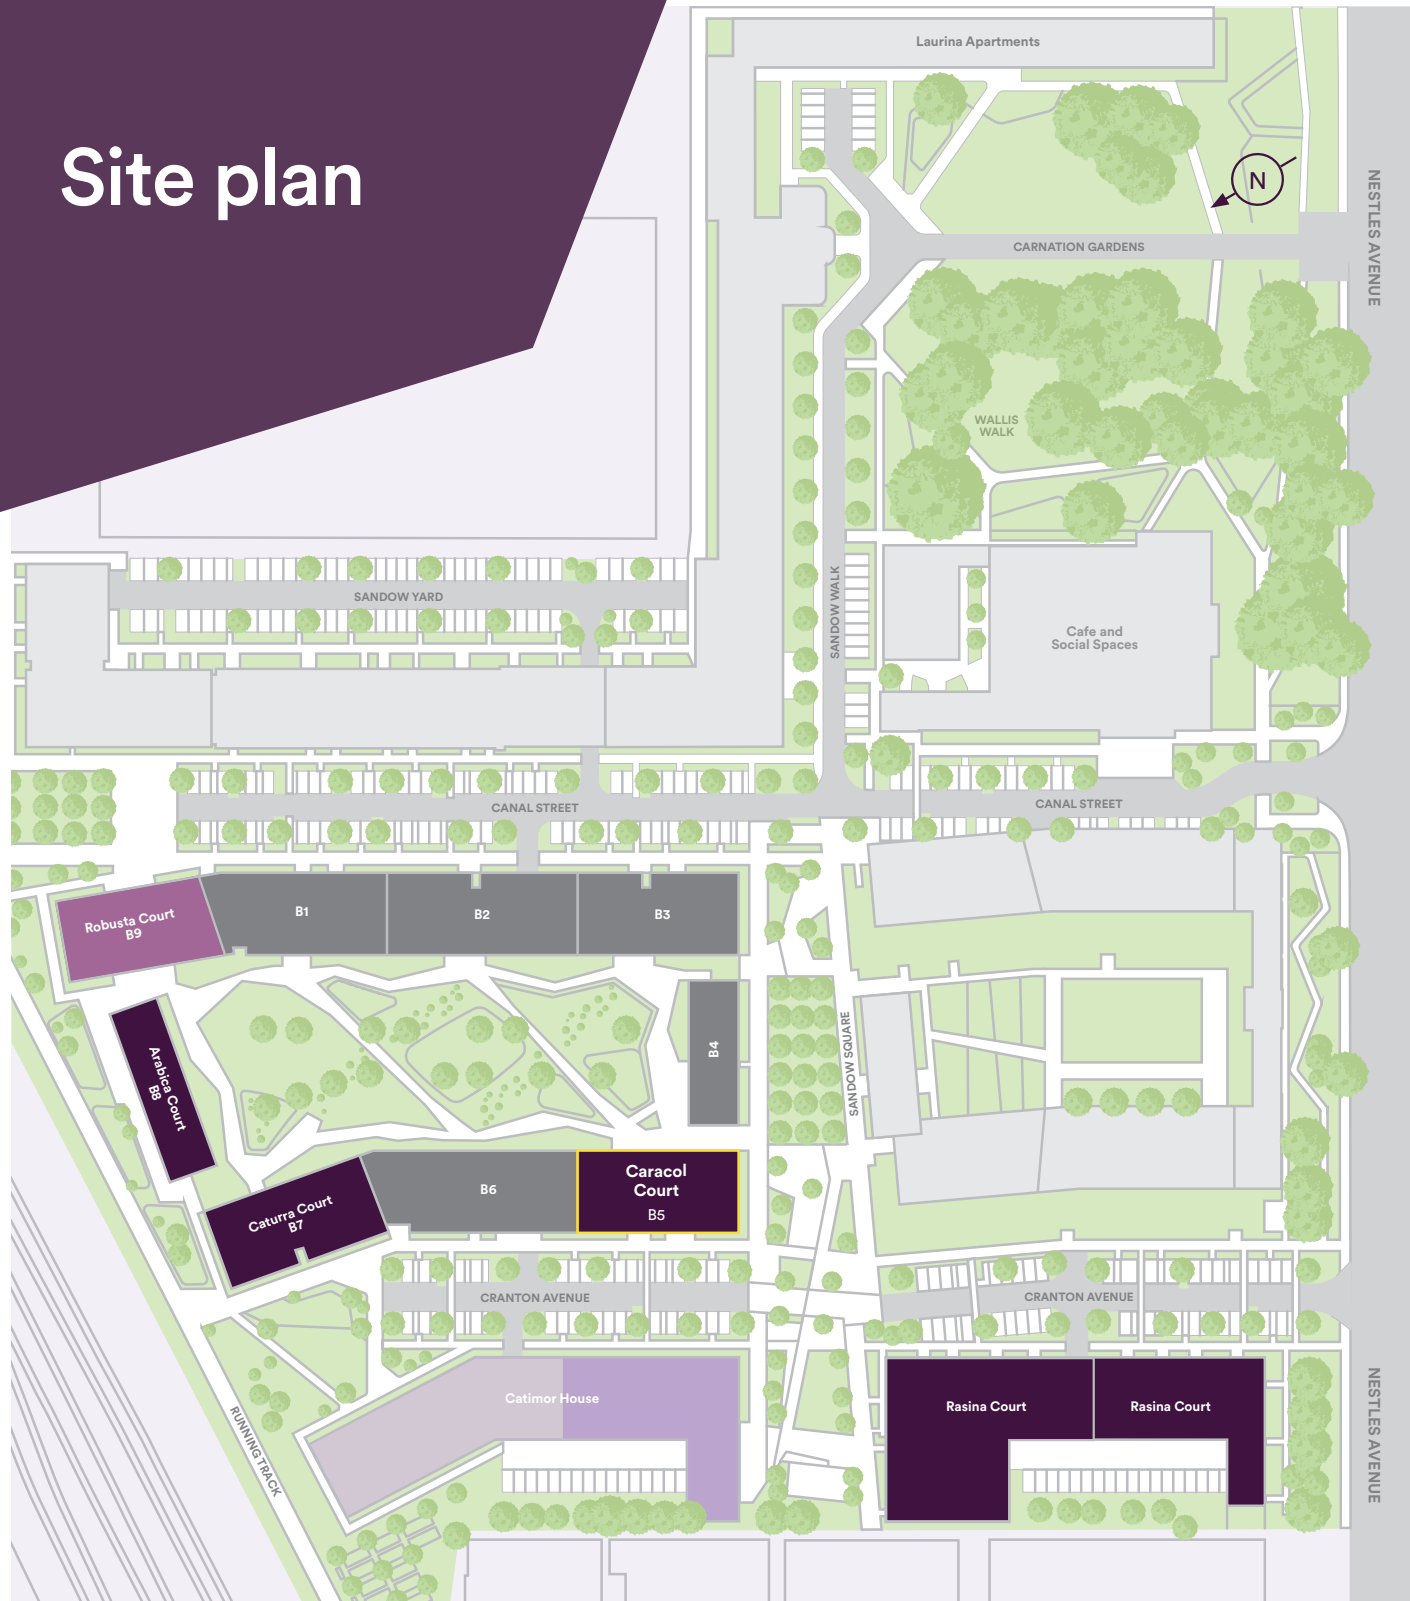 Site plan
Laurina Apartments
N
NESTLES AVENUE
CARNATION GARDENS
WALLIS
WALK
SANDOW YARD
SANDOW WALK
Cafe and
Social Spaces
CANAL STREET
CANAL STREET
Robusta Court
B9
B1
B2
B3
B4
SANDOW SQUARE
Arabica Court
B8
Caturra Court
B7
B6
Caracol
Court
B5
CRANTON AVENUE
CRANTON AVENUE
RUNNING TRACK
Catimor House
Rasina Court
Rasina Court
NESTLES AVENUE